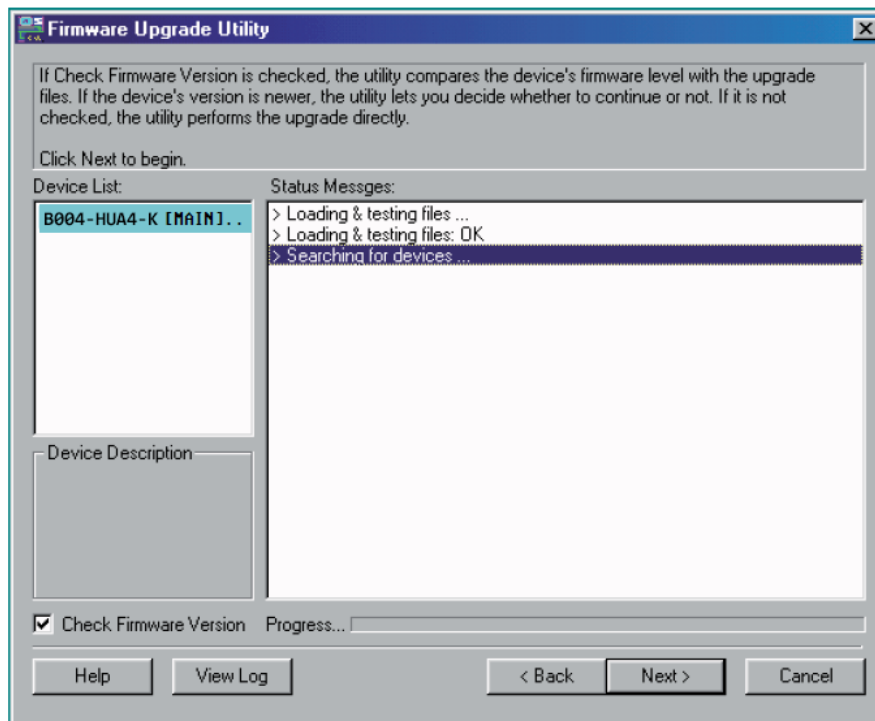 Firmware Upgrade Utility
If Check Firmware Version is checked, the utility compares the device's firmware level with the upgrade
files. If the device's version is newer, the utility lets you decide whether to continue or not. If it is not
checked, the utility performs the upgrade directly.
Click Next to begin.
Device List:
B004-HUA4-K [MAIN]..
Status Messges:
> Loading & testing files ...
> Loading & testing files: OK
> Searching for devices ...
Device Description
Check Firmware Version
Progress...
Help
View Log
< Back
Next >
Cancel